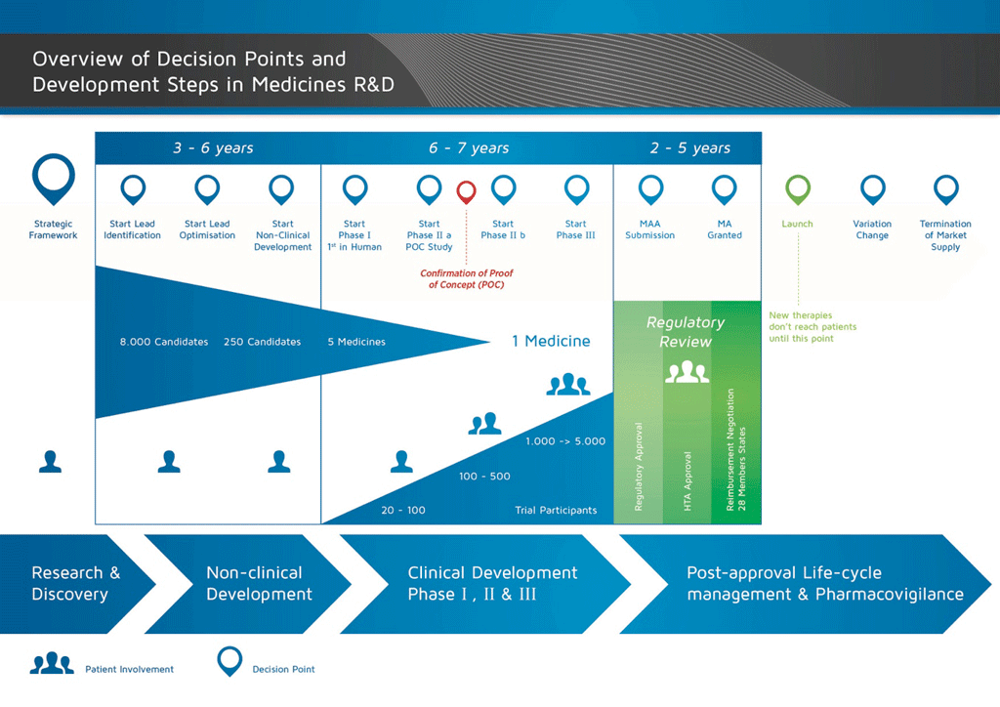 Overview of Decision Points and
Development Steps in Medicines R&D
3 - 6 years
6 - 7 years
2 - 5 years
Strategic
Framework
Start Lead
Identification
Start Lead
Optimisation
Start
Non-Clinical
Development
Start
Phase I
1st in Human
Start
Phase II a
POC Study
Start
Phase II b
Start
Phase III
MAA
Submission
MA
Granted
Launch
Variation
Change
Termination
of Market
Supply
Confirmation of Proof
of Concept (POC)
New therapies
don't reach patients
until this point
8.000 Candidates
250 Candidates
5 Medicines
1 Medicine
Regulatory
Review
Regulatory Approval
HTA Approval
Reimbursement Negotiation
28 Members States
1.000 -> 5.000
100 - 500
20 - 100
Trial Participants
Research &
Discovery
Non-clinical
Development
Clinical Development
Phase I , II & III
Post-approval Life-cycle
management & Pharmacovigilance
Patient Involvement
Decision Point